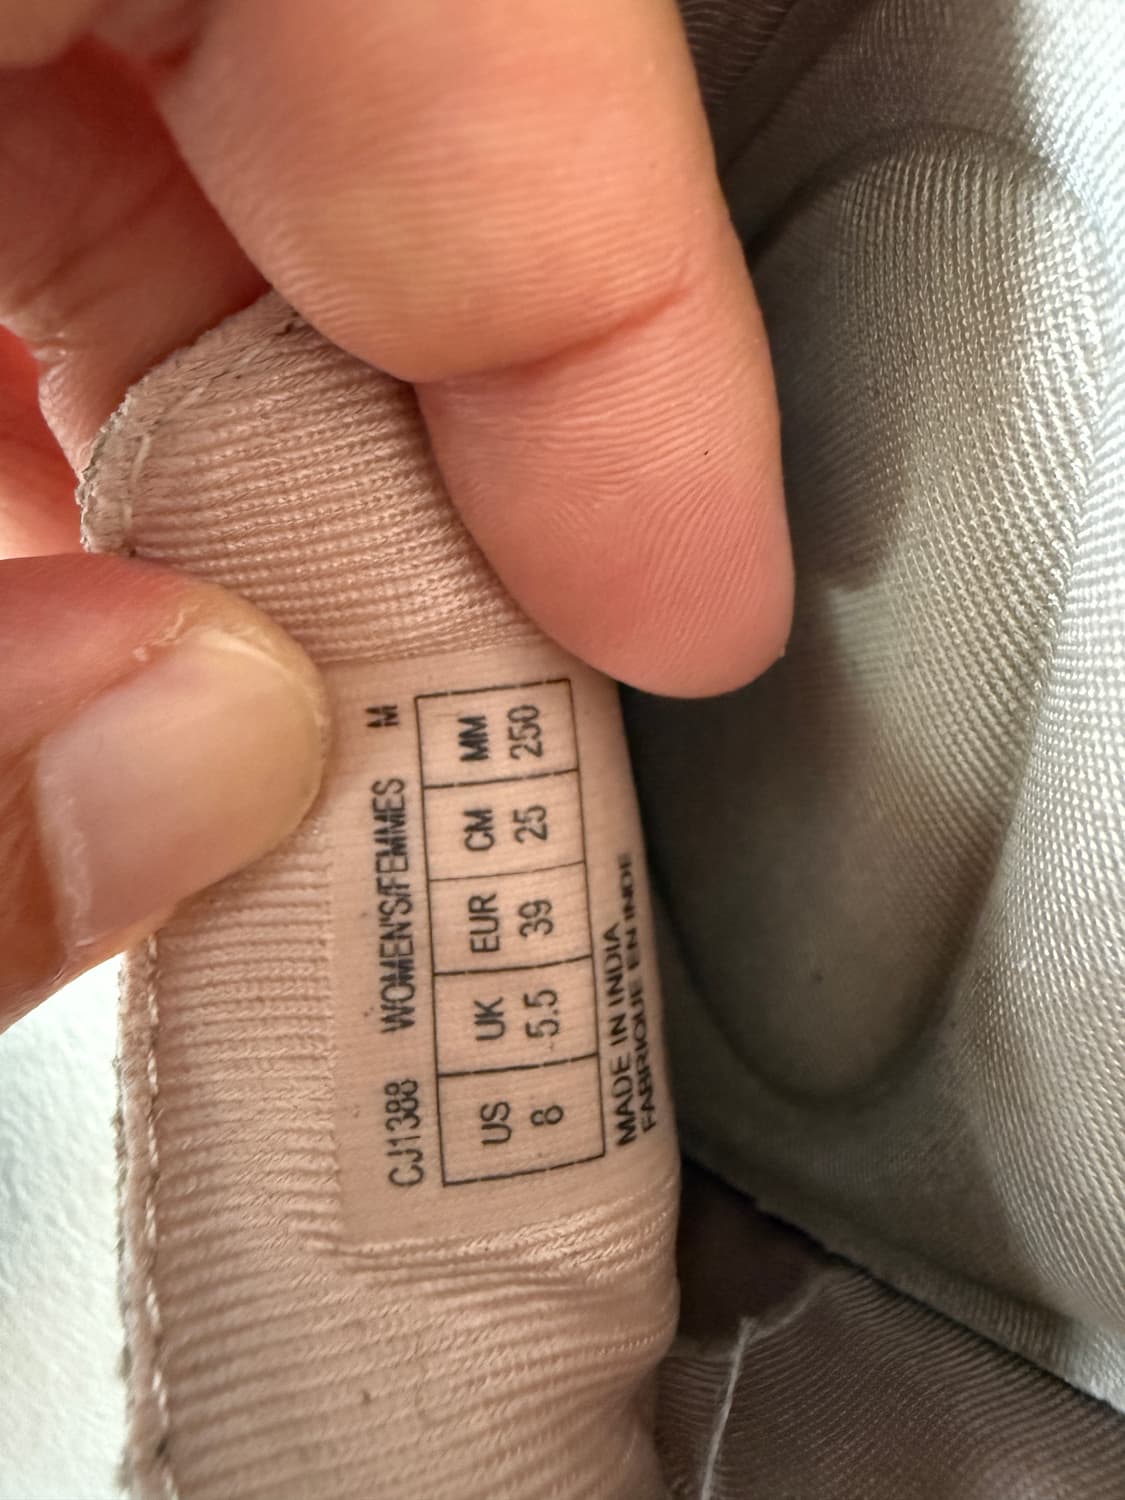 CJ1388 WOMEN'S/FEMMES M
US UK EUR CM MM
8 5.5 39 25 250
MADE IN INDIA
FABRIQUE EN INDE